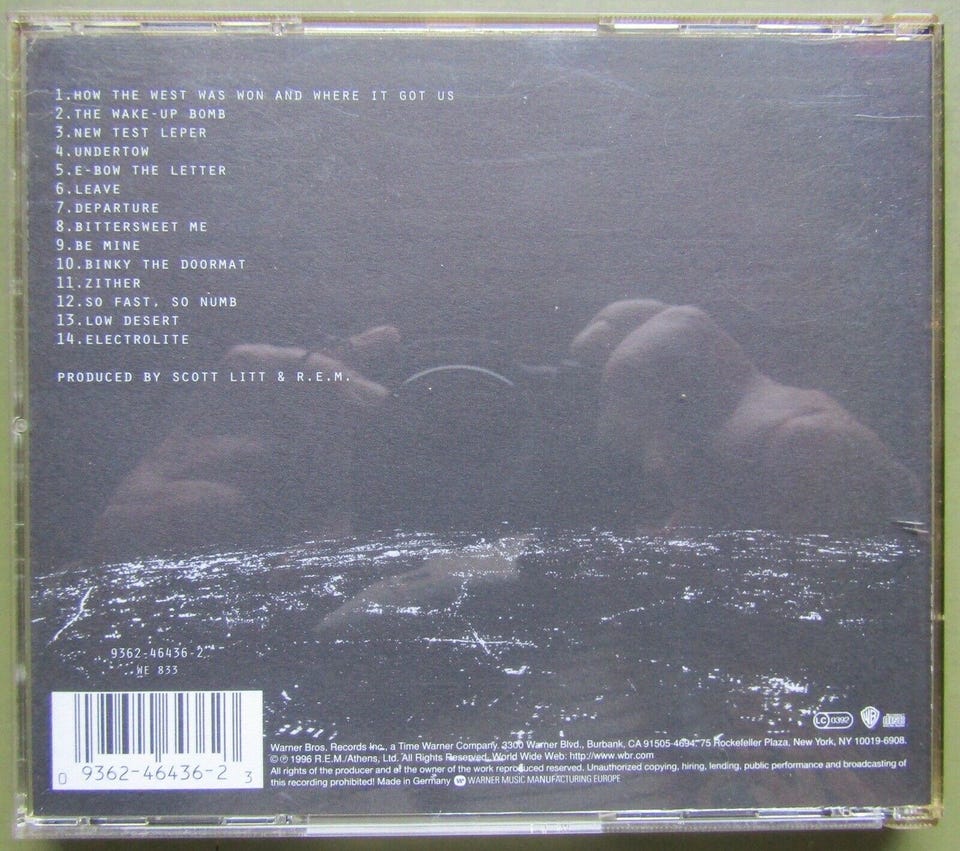 1.HOW THE WEST WAS WON AND WHERE IT GOT US
2.THE WAKE-UP BOMB
3.NEW TEST LEPER
4.UNDERTOW
5.E-BOW THE LETTER
6.LEAVE
7.DEPARTURE
8.BITTERSWEET ME
9.BE MINE
10.BINKY THE DOORMAT
11.ZITHER
12.SO FAST, SO NUMB
13.LOW DESERT
14.ELECTROLITE
PRODUCED BY SCOTT LITT & R.E.M.
9362-46436-2
WE 833
0 9362-46436-2 3
LC 0392
WB
Warner Bros. Records Inc., a Time Warner Company. 3300 Warner Blvd., Burbank, CA 91505-4694. 75 Rockefeller Plaza, New York, NY 10019-6908.
©℗ 1996 R.E.M./Athens, Ltd. All Rights Reserved. World Wide Web: http://www.wbr.com
All rights of the producer and of the owner of the work reproduced reserved. Unauthorized copying, hiring, lending, public performance and broadcasting of
this recording prohibited! Made in Germany WARNER MUSIC MANUFACTURING EUROPE